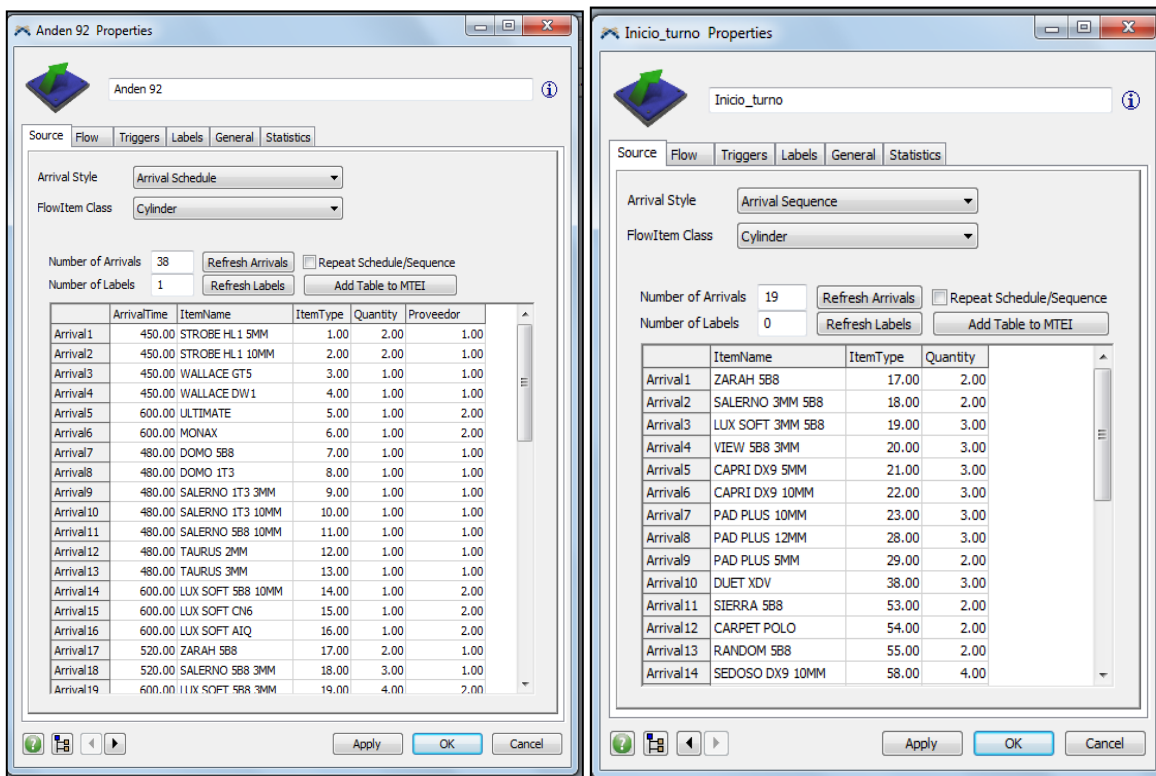 Anden 92 Properties
Anden 92
Source Flow Triggers Labels General Statistics
Arrival Style Arrival Schedule
FlowItem Class Cylinder
Number of Arrivals 38 Refresh Arrivals Repeat Schedule/Sequence
Number of Labels 1 Refresh Labels Add Table to MTEI
ArrivalTime ItemName ItemType Quantity Proveedor
Arrival1 450.00 STROBE HL1 5MM 1.00 2.00 1.00
Arrival2 450.00 STROBE HL1 10MM 2.00 2.00 1.00
Arrival3 450.00 WALLACE GT5 3.00 1.00 1.00
Arrival4 450.00 WALLACE DW1 4.00 1.00 1.00
Arrival5 600.00 ULTIMATE 5.00 1.00 2.00
Arrival6 600.00 MONAX 6.00 1.00 2.00
Arrival7 480.00 DOMO 5B8 7.00 1.00 1.00
Arrival8 480.00 DOMO 1T3 8.00 1.00 1.00
Arrival9 480.00 SALERNO 1T3 3MM 9.00 1.00 1.00
Arrival10 480.00 SALERNO 1T3 10MM 10.00 1.00 1.00
Arrival11 480.00 SALERNO 5B8 10MM 11.00 1.00 1.00
Arrival12 480.00 TAURUS 2MM 12.00 1.00 1.00
Arrival13 480.00 TAURUS 3MM 13.00 1.00 1.00
Arrival14 600.00 LUX SOFT 5B8 10MM 14.00 1.00 2.00
Arrival15 600.00 LUX SOFT CN6 15.00 1.00 2.00
Arrival16 600.00 LUX SOFT AIQ 16.00 1.00 2.00
Arrival17 520.00 ZARAH 5B8 17.00 2.00 1.00
Arrival18 520.00 SALERNO 5B8 3MM 18.00 3.00 1.00
Arrival19 600.00 LUX SOFT 5B8 3MM 19.00 4.00 2.00
Apply OK Cancel
Inicio_turno Properties
Inicio_turno
Source Flow Triggers Labels General Statistics
Arrival Style Arrival Sequence
FlowItem Class Cylinder
Number of Arrivals 19 Refresh Arrivals Repeat Schedule/Sequence
Number of Labels 0 Refresh Labels Add Table to MTEI
ItemName ItemType Quantity
Arrival1 ZARAH 5B8 17.00 2.00
Arrival2 SALERNO 3MM 5B8 18.00 2.00
Arrival3 LUX SOFT 3MM 5B8 19.00 3.00
Arrival4 VIEW 5B8 3MM 20.00 3.00
Arrival5 CAPRI DX9 5MM 21.00 3.00
Arrival6 CAPRI DX9 10MM 22.00 3.00
Arrival7 PAD PLUS 10MM 23.00 3.00
Arrival8 PAD PLUS 12MM 28.00 3.00
Arrival9 PAD PLUS 5MM 29.00 2.00
Arrival10 DUET XDV 38.00 3.00
Arrival11 SIERRA 5B8 53.00 2.00
Arrival12 CARPET POLO 54.00 2.00
Arrival13 RANDOM 5B8 55.00 2.00
Arrival14 SEDOSO DX9 10MM 58.00 4.00
Apply OK Cancel